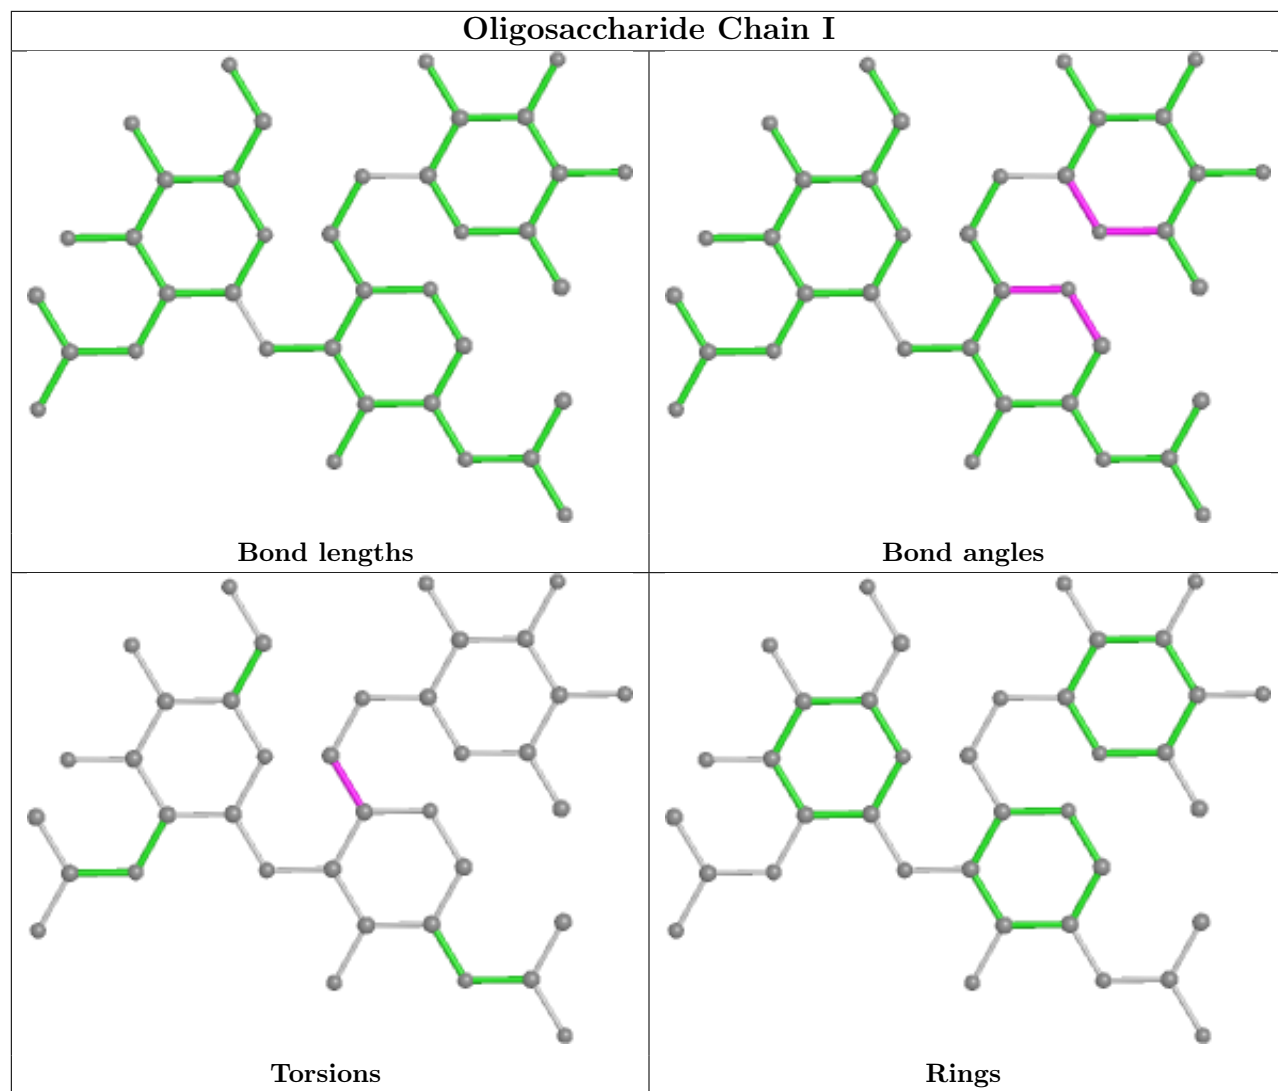 Oligosaccharide Chain I
Bond lengths
Bond angles
Torsions
Rings